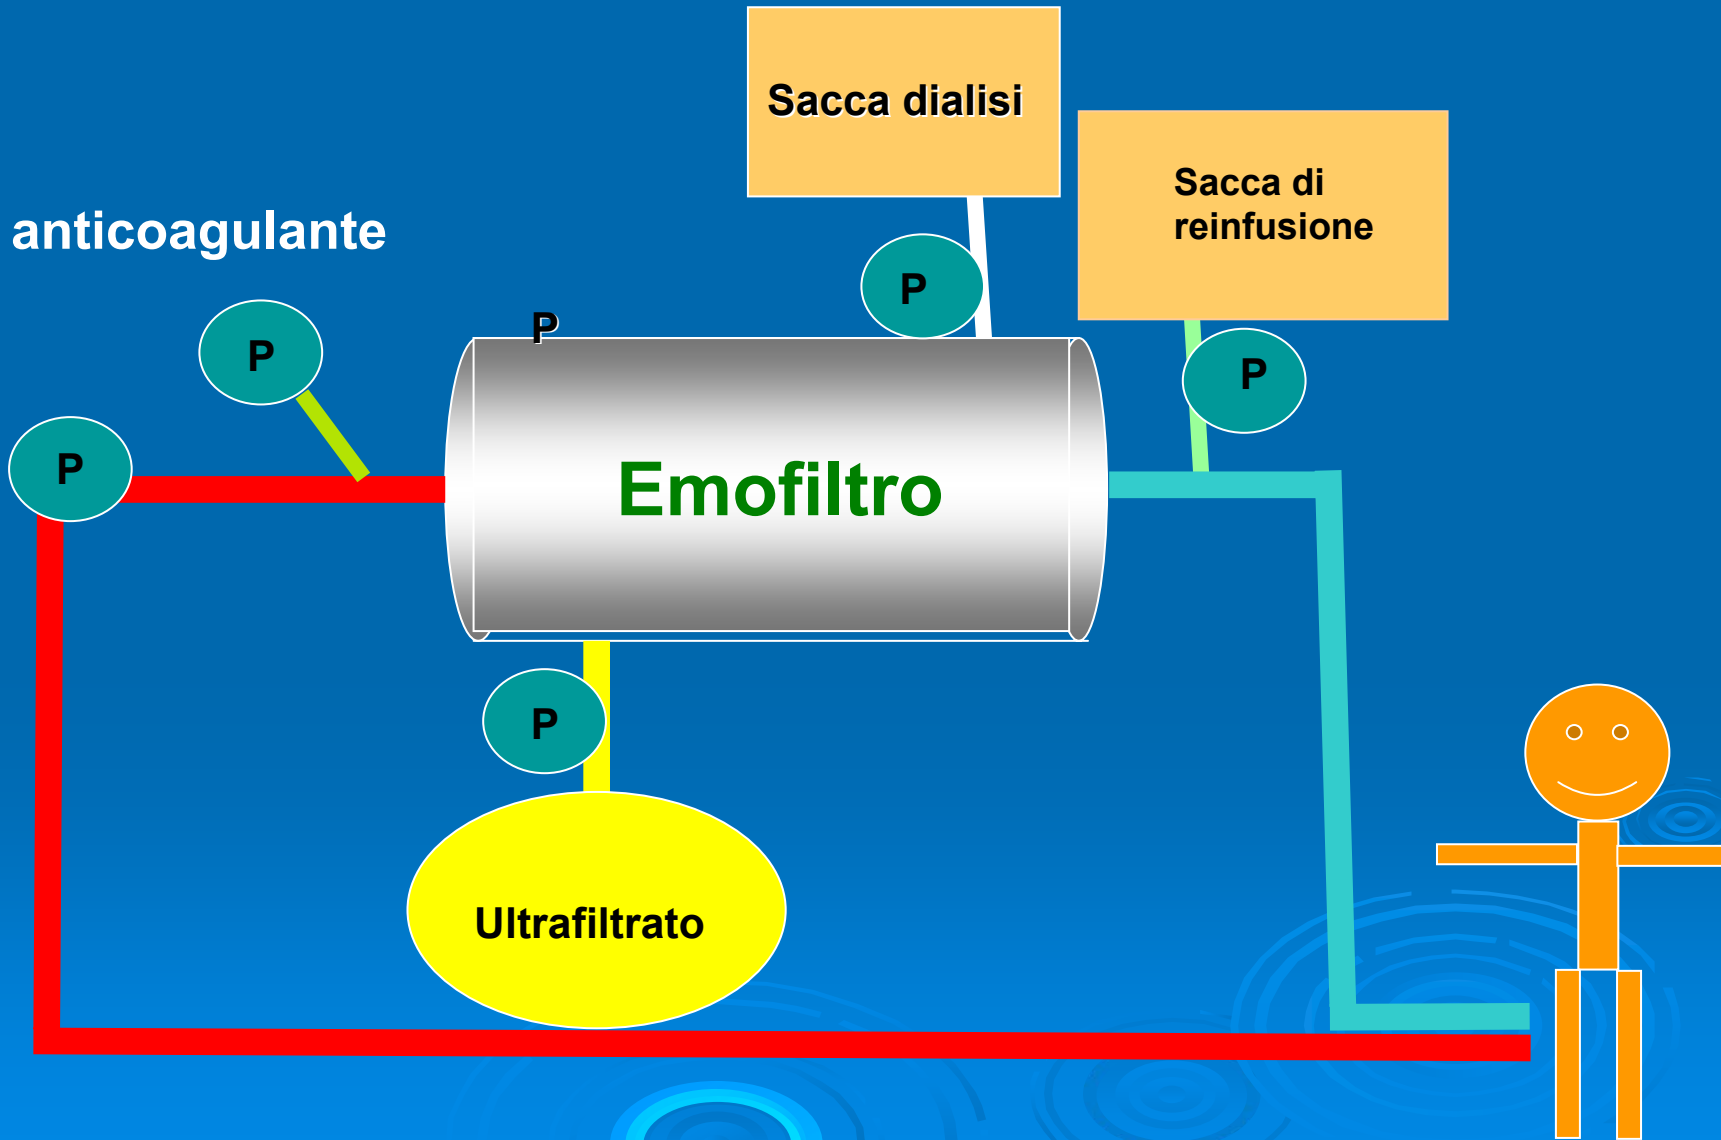 Sacca dialisi
Sacca di
reinfusione
anticoagulante
P
P
P
P
P
Emofiltro
P
P
Ultrafiltrato